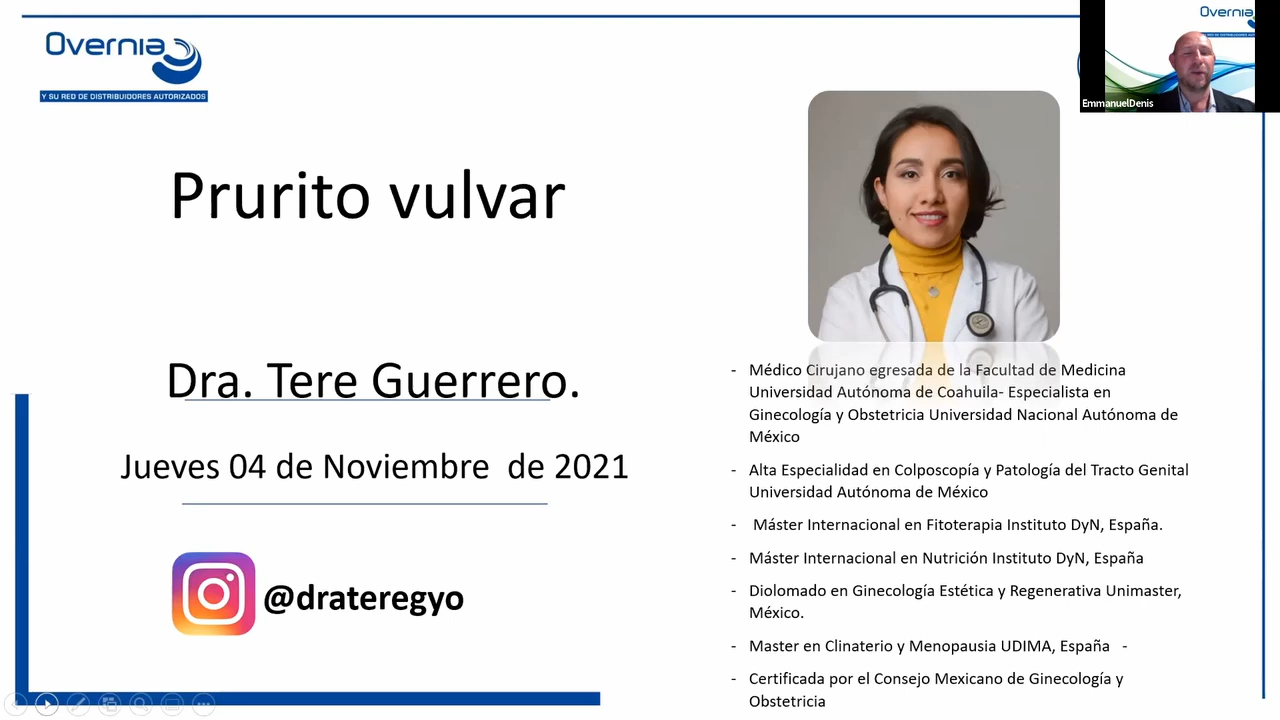 Overnia
Y SU RED DE DISTRIBUIDORES AUTORIZADOS
Overnia
EmmanuelDenis
Prurito vulvar
Dra. Tere Guerrero.
Jueves 04 de Noviembre de 2021
@drateregyo
- Médico Cirujano egresada de la Facultad de Medicina
Universidad Autónoma de Coahuila- Especialista en
Ginecología y Obstetricia Universidad Nacional Autónoma de
México
- Alta Especialidad en Colposcopía y Patología del Tracto Genital
Universidad Autónoma de México
- Máster Internacional en Fitoterapia Instituto DyN, España.
- Máster Internacional en Nutrición Instituto DyN, España
- Diolomado en Ginecología Estética y Regenerativa Unimaster,
México.
- Master en Clinaterio y Menopausia UDIMA, España -
- Certificada por el Consejo Mexicano de Ginecología y
Obstetricia